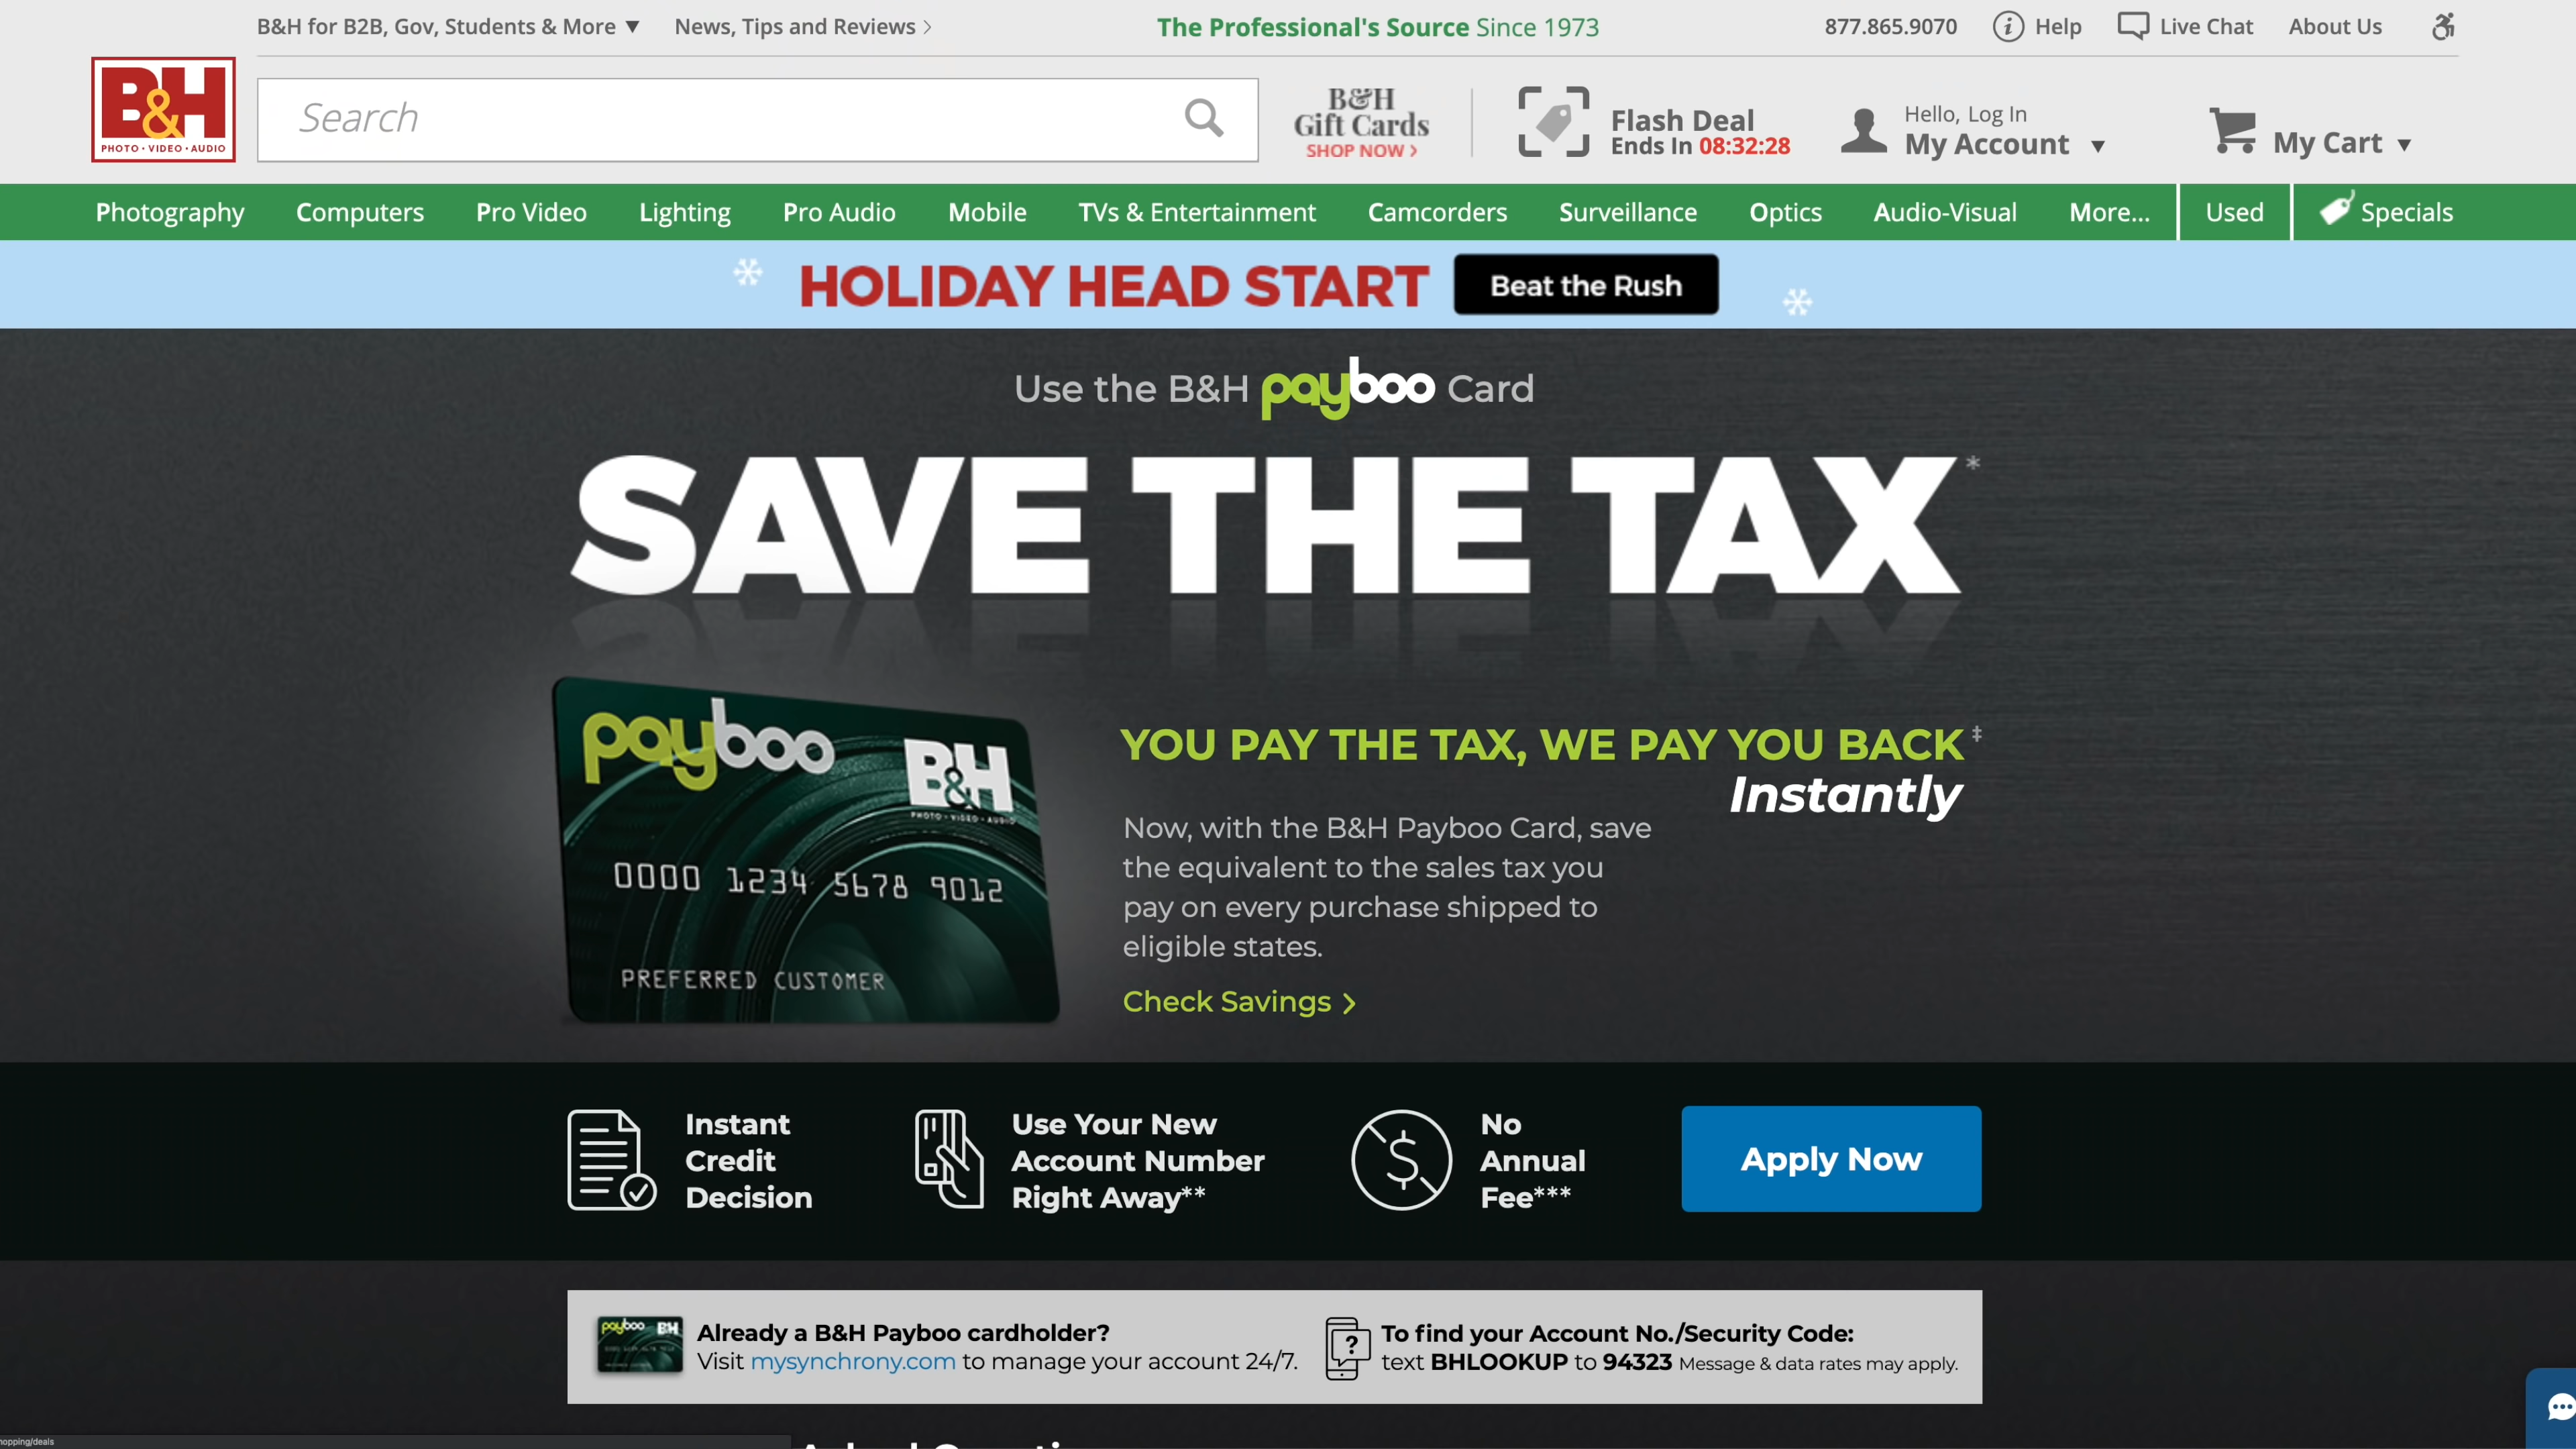 B&H for B2B, Gov, Students & More ▼ News, Tips and Reviews > The Professional's Source Since 1973 877.865.9070 Help Live Chat About Us
B&H
PHOTO · VIDEO · AUDIO
Search
B&H
Gift Cards
SHOP NOW >
Flash Deal
Ends In 08:32:28
Hello, Log In
My Account ▼
My Cart ▼
Photography Computers Pro Video Lighting Pro Audio Mobile TVs & Entertainment Camcorders Surveillance Optics Audio-Visual More... Used Specials
HOLIDAY HEAD START Beat the Rush
Use the B&H payboo Card
SAVE THE TAX*
payboo
B&H
PHOTO · VIDEO · AUDIO
0000 1234 5678 9012
PREFERRED CUSTOMER
YOU PAY THE TAX, WE PAY YOU BACK‡
Instantly
Now, with the B&H Payboo Card, save
the equivalent to the sales tax you
pay on every purchase shipped to
eligible states.
Check Savings >
Instant
Credit
Decision
Use Your New
Account Number
Right Away**
No
Annual
Fee***
Apply Now
payboo B&H
Already a B&H Payboo cardholder?
Visit mysynchrony.com to manage your account 24/7.
To find your Account No./Security Code:
text BHLOOKUP to 94323 Message & data rates may apply.
hopping/deals